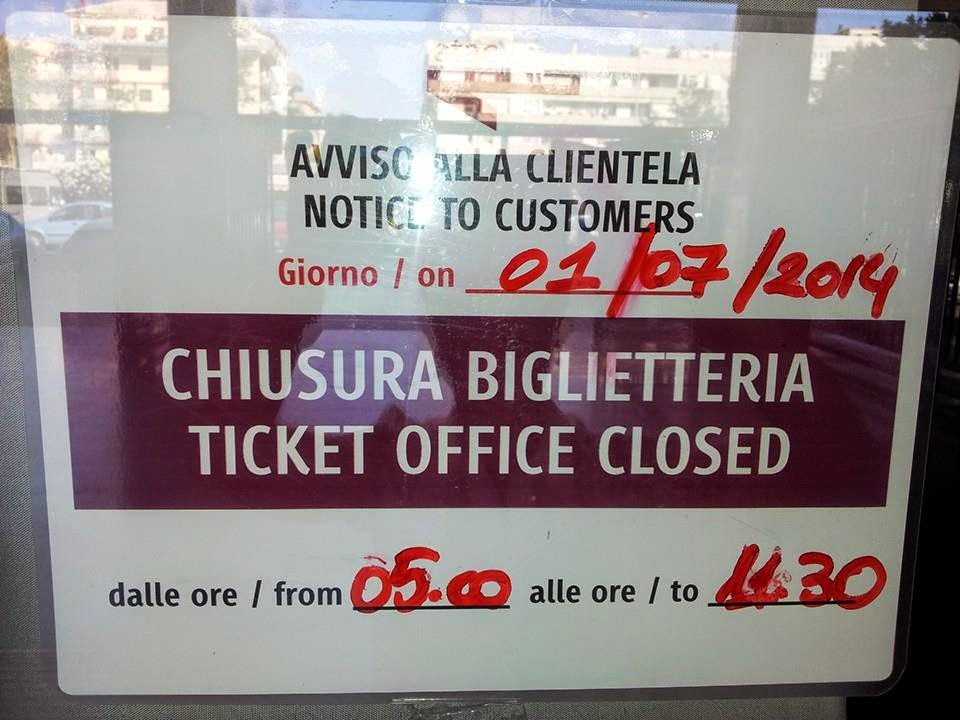 AVVISO ALLA CLIENTELA
NOTICE TO CUSTOMERS
Giorno / on 01/07/2014
CHIUSURA BIGLIETTERIA
TICKET OFFICE CLOSED
dalle ore / from 05.00 alle ore / to 11.30